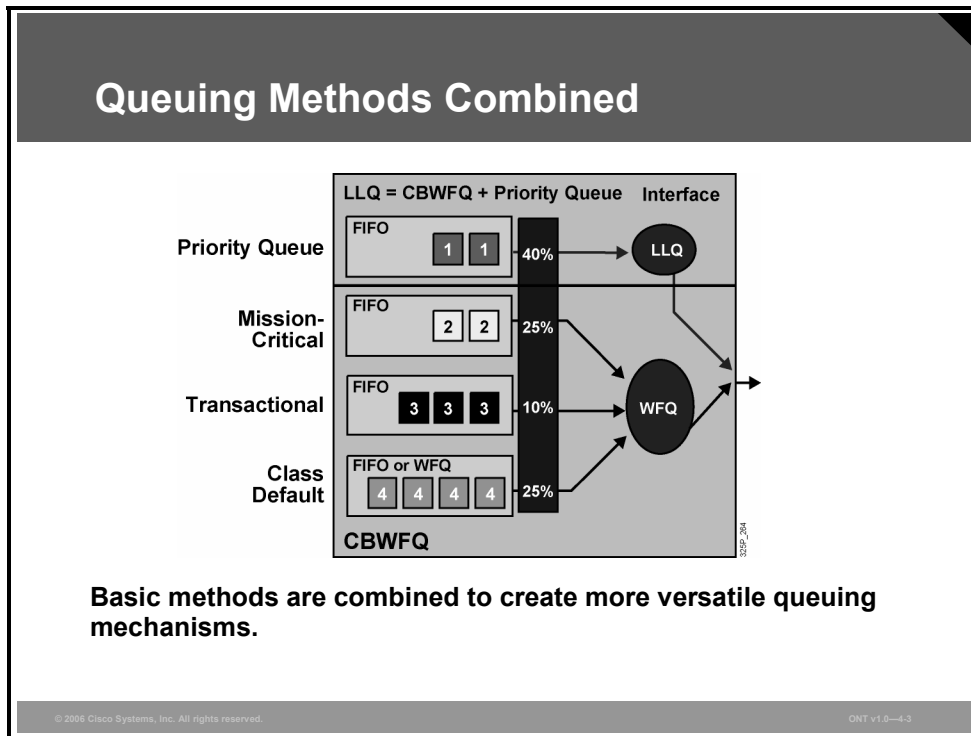 Queuing Methods Combined
LLQ = CBWFQ + Priority Queue Interface
Priority Queue
FIFO
1 1
40%
LLQ
Mission-
Critical
FIFO
2 2
25%
Transactional
FIFO
3 3 3
10%
WFQ
Class
Default
FIFO or WFQ
4 4 4 4
25%
CBWFQ
325P_264
Basic methods are combined to create more versatile queuing
mechanisms.
© 2006 Cisco Systems, Inc. All rights reserved.
ONT v1.0—4-3